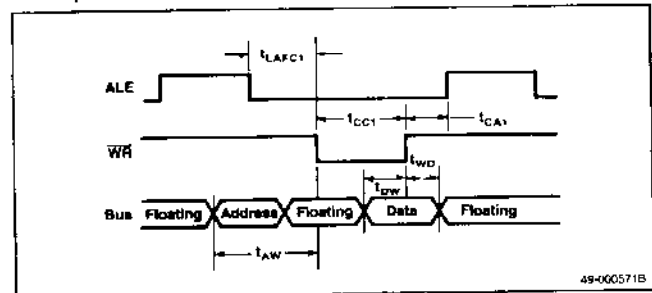 tLAFC1
ALE
tCC1
tCA1
WR
tWD
tDW
Bus Floating Address Floating Data Floating
tAW
49-000571B